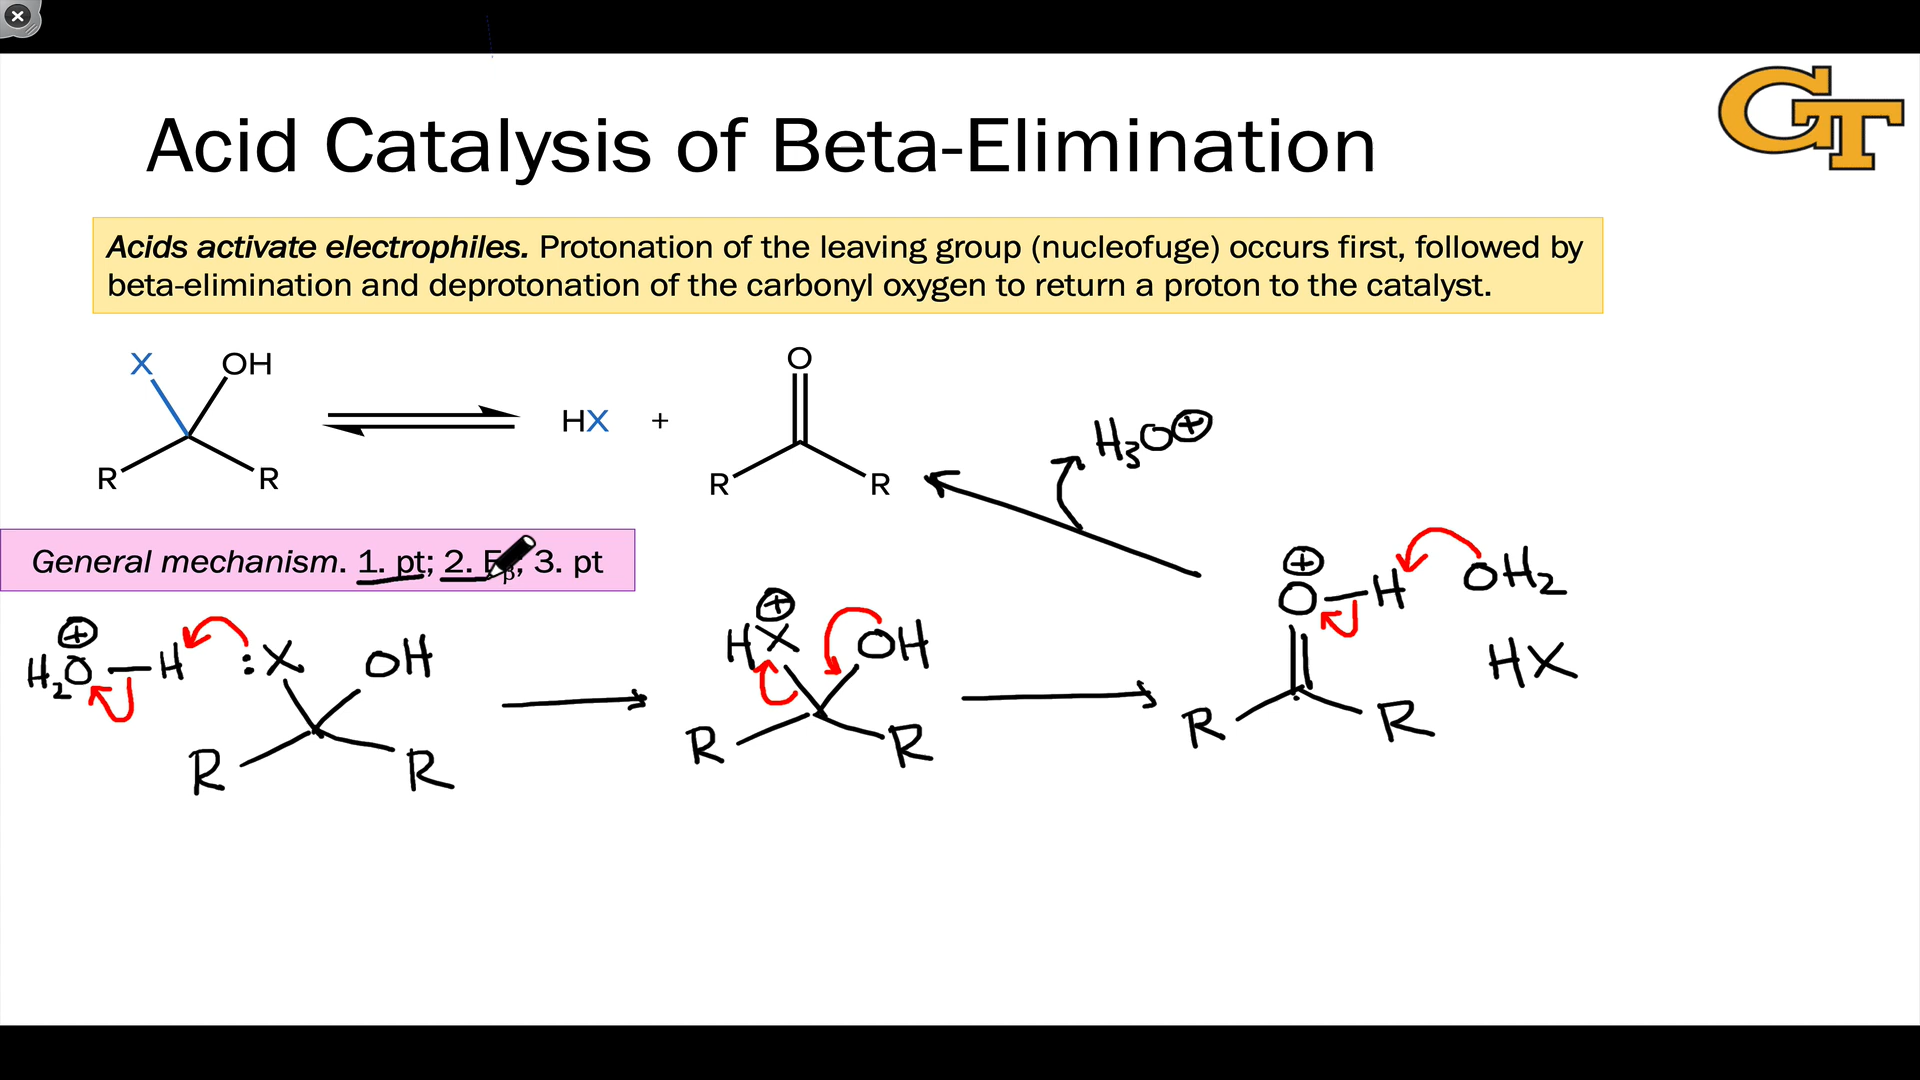 GT
Acid Catalysis of Beta-Elimination
Acids activate electrophiles. Protonation of the leaving group (nucleofuge) occurs first, followed by
beta-elimination and deprotonation of the carbonyl oxygen to return a proton to the catalyst.
X OH
R R
HX +
O
R R
H₃O⊕
General mechanism. 1. pt; 2. Eᵦ; 3. pt
⊕
H₂O–H :X OH
R R
⊕
HX OH
R R
⊕
O–H OH₂
HX
R R